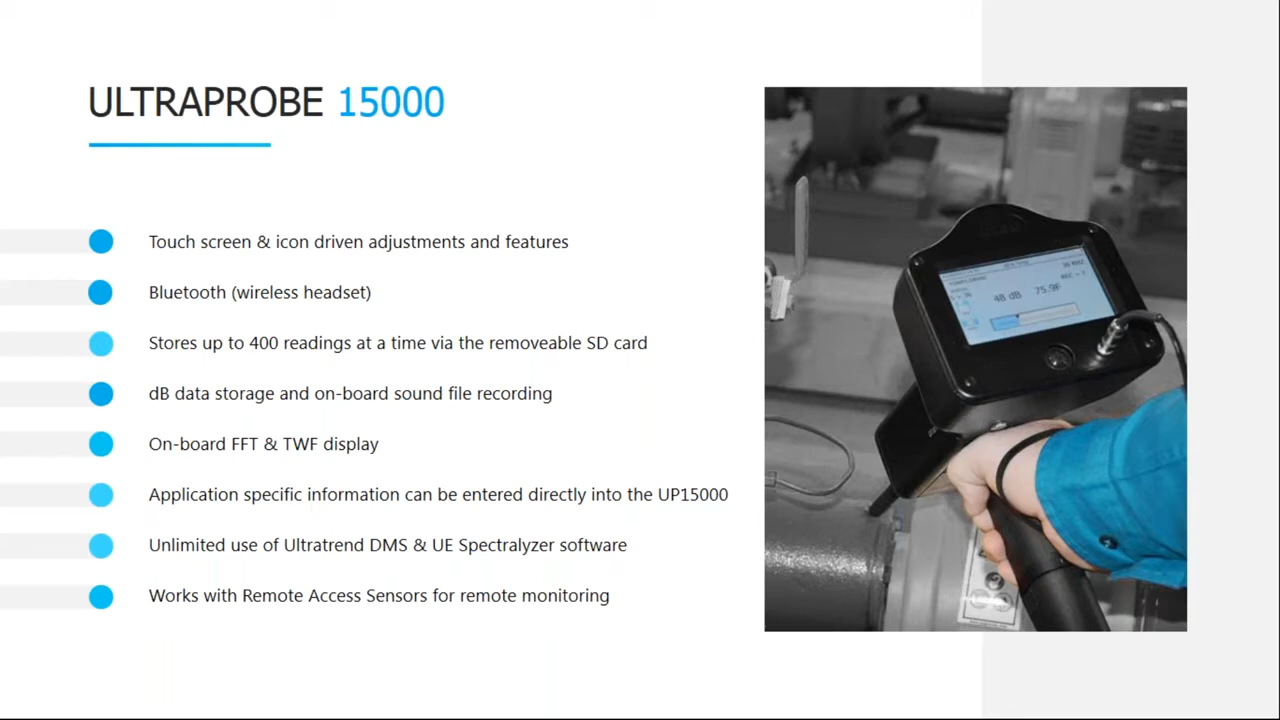 ULTRAPROBE 15000
Touch screen & icon driven adjustments and features
Bluetooth (wireless headset)
Stores up to 400 readings at a time via the removeable SD card
dB data storage and on-board sound file recording
On-board FFT & TWF display
Application specific information can be entered directly into the UP15000
Unlimited use of Ultratrend DMS & UE Spectralyzer software
Works with Remote Access Sensors for remote monitoring
36 KHZ
48 dB 75.9F